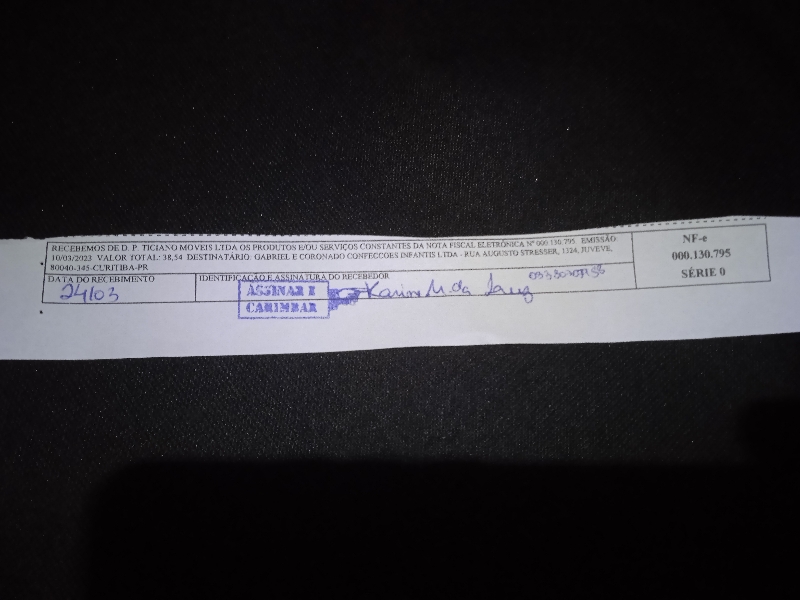 RECEBEMOS DE D. P. TICIANO MOVEIS LTDA OS PRODUTOS E/OU SERVIÇOS CONSTANTES DA NOTA FISCAL ELETRÔNICA Nº 000.130.795 EMISSÃO
10/03/2023 VALOR TOTAL: 38,54 DESTINATÁRIO: GABRIEL E CORONADO CONFECCOES INFANTIS LTDA - RUA AUGUSTO STRESSER, 1324, JUVEVE,
80040-345-CURITIBA-PR
NF-e
000.130.795
SÉRIE 0
DATA DO RECEBIMENTO
24/03
IDENTIFICAÇÃO E ASSINATURA DO RECEBEDOR
ASSINAR E
CARIMBAR
Karine M. da